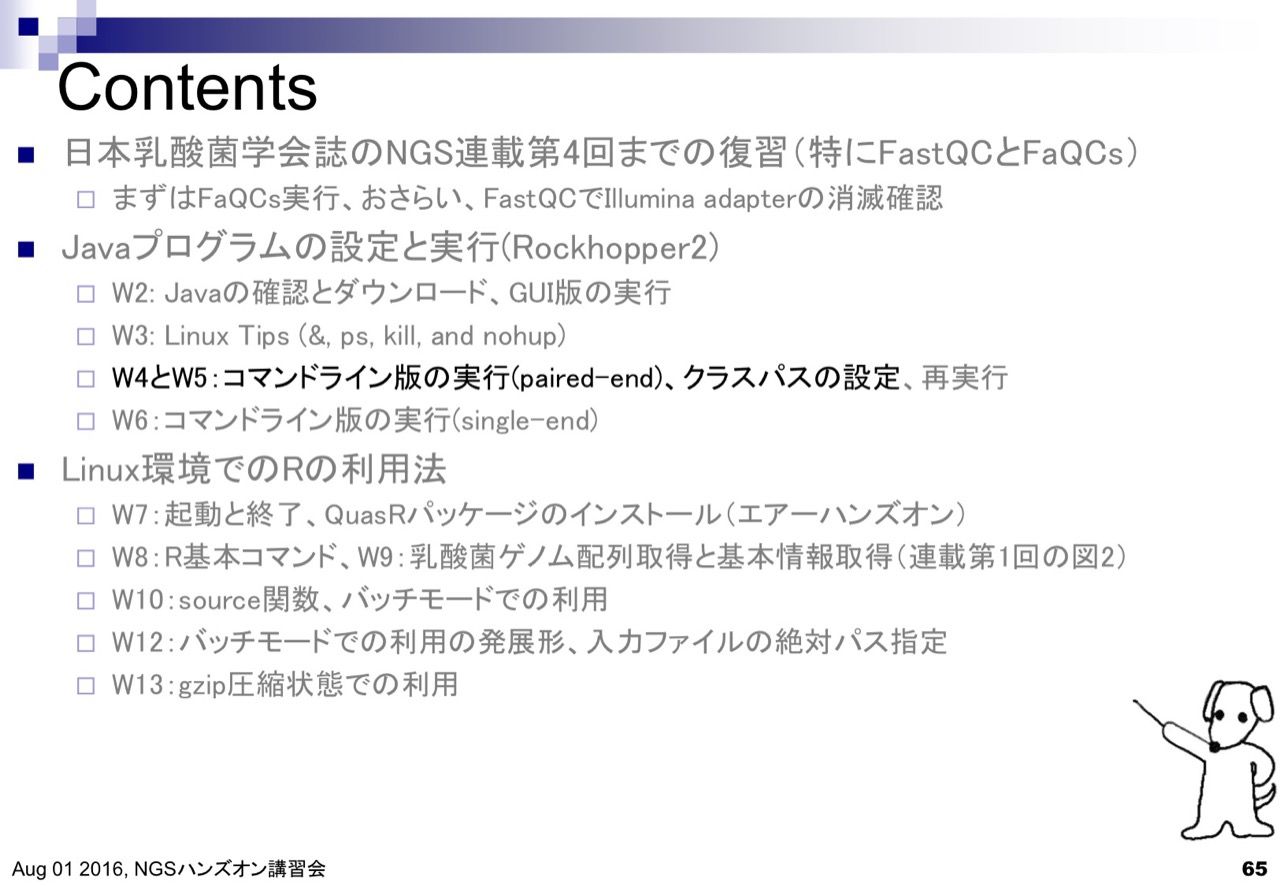 Contents
日本乳酸菌学会誌のNGS連載第4回までの復習（特にFastQCとFaQCs）
まずはFaQCs実行、おさらい、FastQCでIllumina adapterの消滅確認
Javaプログラムの設定と実行(Rockhopper2)
W2: Javaの確認とダウンロード、GUI版の実行
W3: Linux Tips (&, ps, kill, and nohup)
W4とW5：コマンドライン版の実行(paired-end)、クラスパスの設定、再実行
W6：コマンドライン版の実行(single-end)
Linux環境でのRの利用法
W7：起動と終了、QuasRパッケージのインストール（エアーハンズオン）
W8：R基本コマンド、W9：乳酸菌ゲノム配列取得と基本情報取得（連載第1回の図2）
W10：source関数、バッチモードでの利用
W12：バッチモードでの利用の発展形、入力ファイルの絶対パス指定
W13：gzip圧縮状態での利用
Aug 01 2016, NGSハンズオン講習会
65